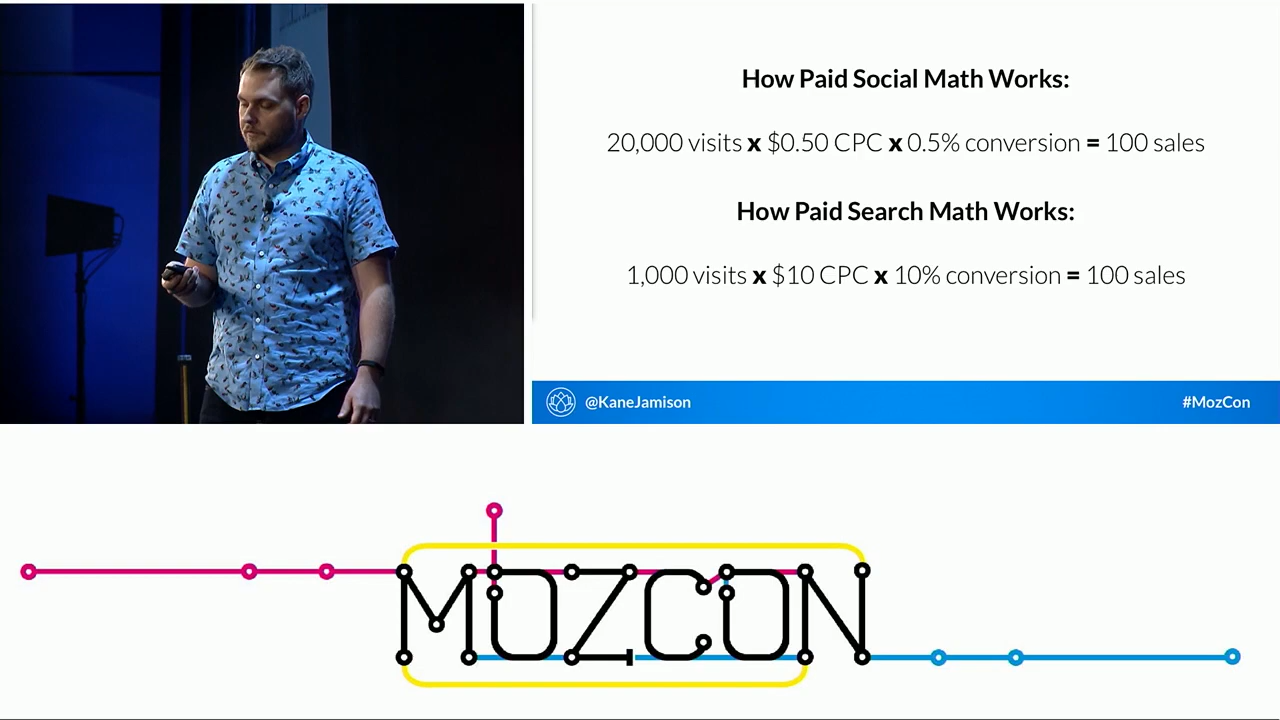 How Paid Social Math Works:
20,000 visits x $0.50 CPC x 0.5% conversion = 100 sales
How Paid Search Math Works:
1,000 visits x $10 CPC x 10% conversion = 100 sales
@KaneJamison
#MozCon
MOZCON